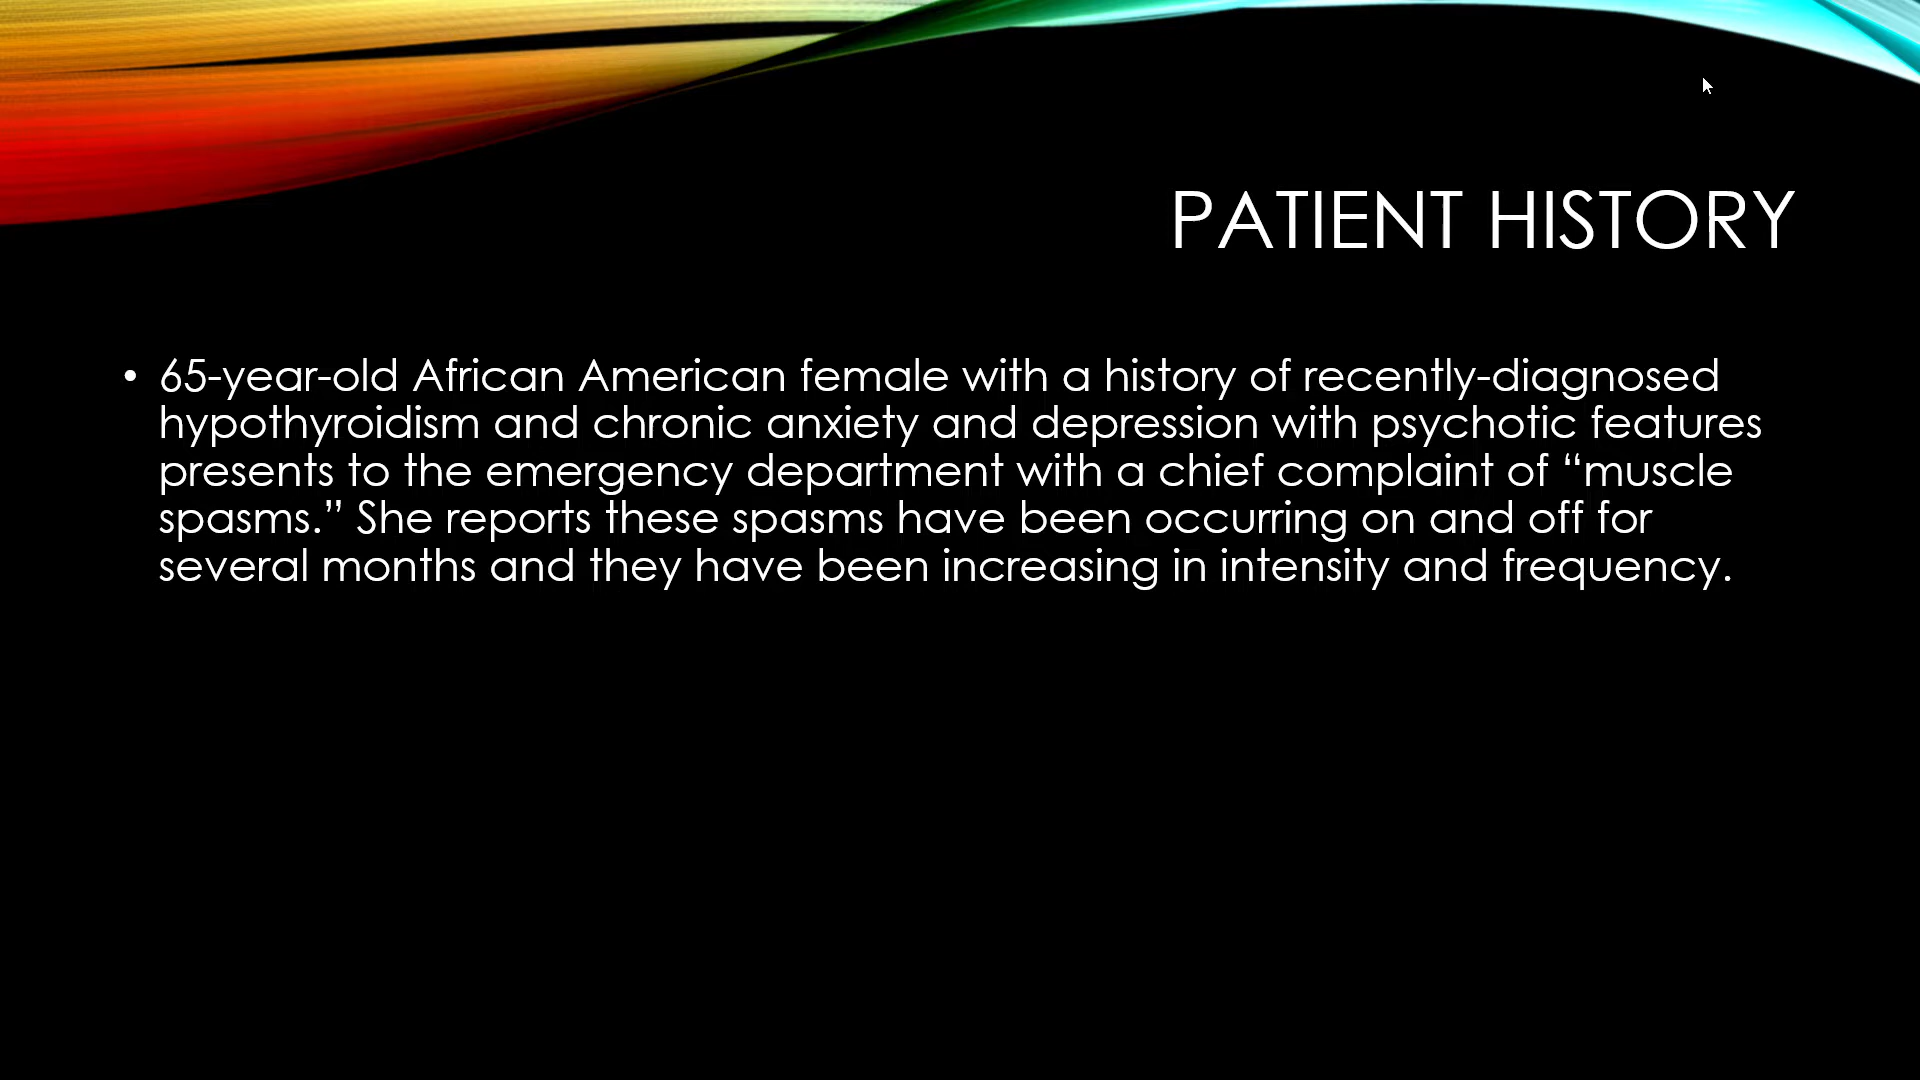 PATIENT HISTORY
• 65-year-old African American female with a history of recently-diagnosed
hypothyroidism and chronic anxiety and depression with psychotic features
presents to the emergency department with a chief complaint of “muscle
spasms.” She reports these spasms have been occurring on and off for
several months and they have been increasing in intensity and frequency.